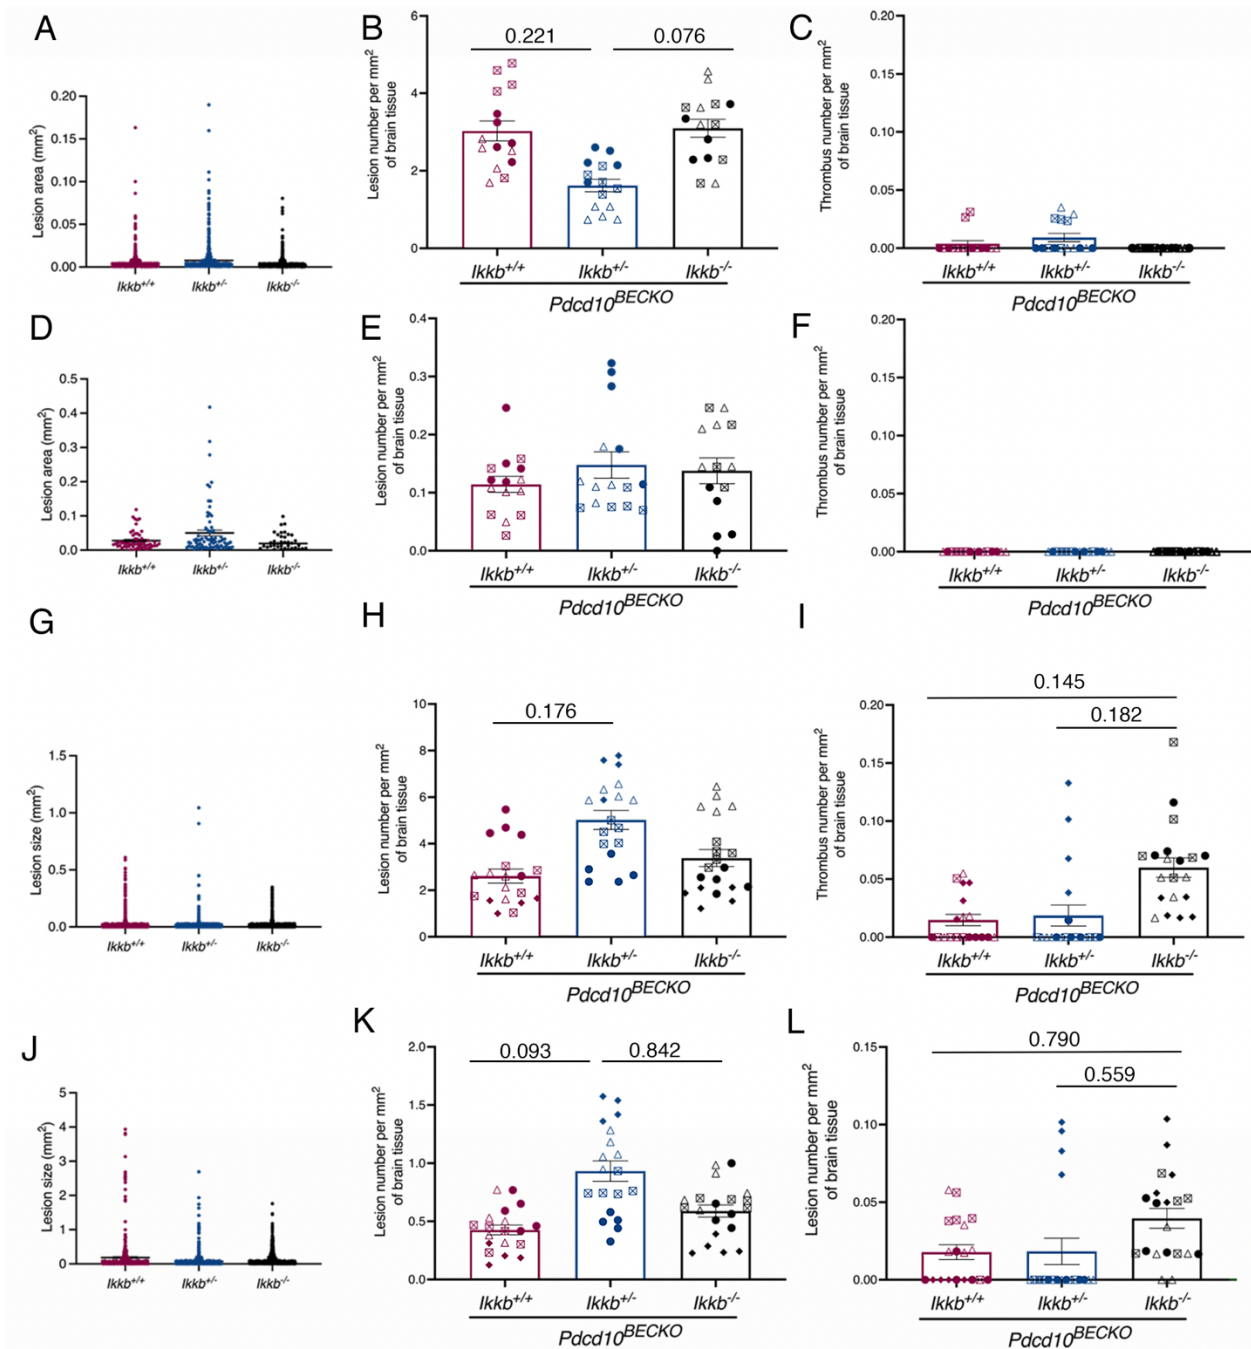 A
Lesion area (mm²)
0.20
0.15
0.10
0.05
0.00
Ikkb+/+
Ikkb+/-
Ikkb-/-
B
Lesion number per mm²
of brain tissue
6
4
2
0
0.221
0.076
Ikkb+/+
Ikkb+/-
Ikkb-/-
Pdcd10BECKO
C
Thrombus number per mm²
of brain tissue
0.20
0.15
0.10
0.05
0.00
Ikkb+/+
Ikkb+/-
Ikkb-/-
Pdcd10BECKO
D
Lesion area (mm²)
0.5
0.4
0.3
0.2
0.1
0.0
Ikkb+/+
Ikkb+/-
Ikkb-/-
E
Lesion number per mm²
of brain tissue
0.4
0.3
0.2
0.1
0.0
Ikkb+/+
Ikkb+/-
Ikkb-/-
Pdcd10BECKO
F
Thrombus number per mm²
of brain tissue
0.20
0.15
0.10
0.05
0.00
Ikkb+/+
Ikkb+/-
Ikkb-/-
Pdcd10BECKO
G
Lesion size (mm²)
1.5
1.0
0.5
0.0
Ikkb+/+
Ikkb+/-
Ikkb-/-
H
Lesion number per mm²
of brain tissue
10
8
6
4
2
0
0.176
Ikkb+/+
Ikkb+/-
Ikkb-/-
Pdcd10BECKO
I
Thrombus number per mm²
of brain tissue
0.20
0.15
0.10
0.05
0.00
0.145
0.182
Ikkb+/+
Ikkb+/-
Ikkb-/-
Pdcd10BECKO
J
Lesion size (mm²)
5
4
3
2
1
0
Ikkb+/+
Ikkb+/-
Ikkb-/-
K
Lesion number per mm²
of brain tissue
2.0
1.5
1.0
0.5
0.0
0.093
0.842
Ikkb+/+
Ikkb+/-
Ikkb-/-
Pdcd10BECKO
L
Lesion number per mm²
of brain tissue
0.15
0.10
0.05
0.00
0.790
0.559
Ikkb+/+
Ikkb+/-
Ikkb-/-
Pdcd10BECKO